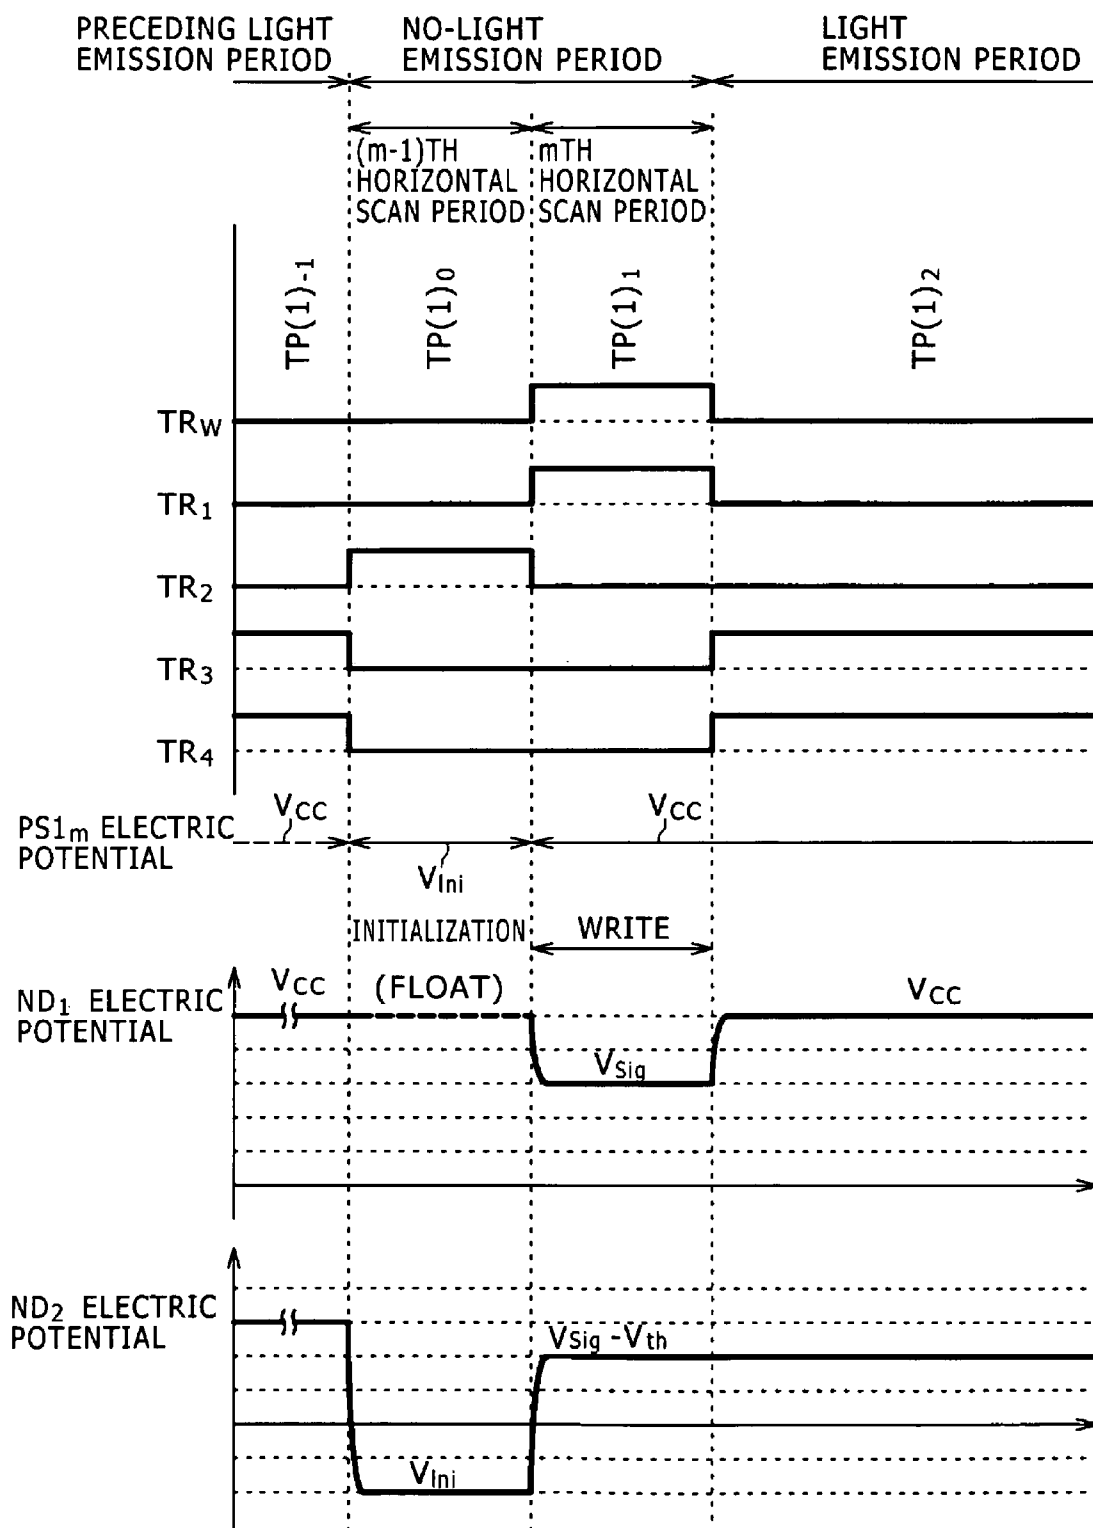 PRECEDING LIGHT
EMISSION PERIOD
NO-LIGHT
EMISSION PERIOD
LIGHT
EMISSION PERIOD
(m-1)TH
HORIZONTAL
SCAN PERIOD
mTH
HORIZONTAL
SCAN PERIOD
TP(1)-1
TP(1)0
TP(1)1
TP(1)2
TRW
TR1
TR2
TR3
TR4
PS1m ELECTRIC
POTENTIAL
VCC
VIni
VCC
INITIALIZATION
WRITE
ND1 ELECTRIC
POTENTIAL
VCC
(FLOAT)
VSig
VCC
ND2 ELECTRIC
POTENTIAL
VIni
VSig -Vth